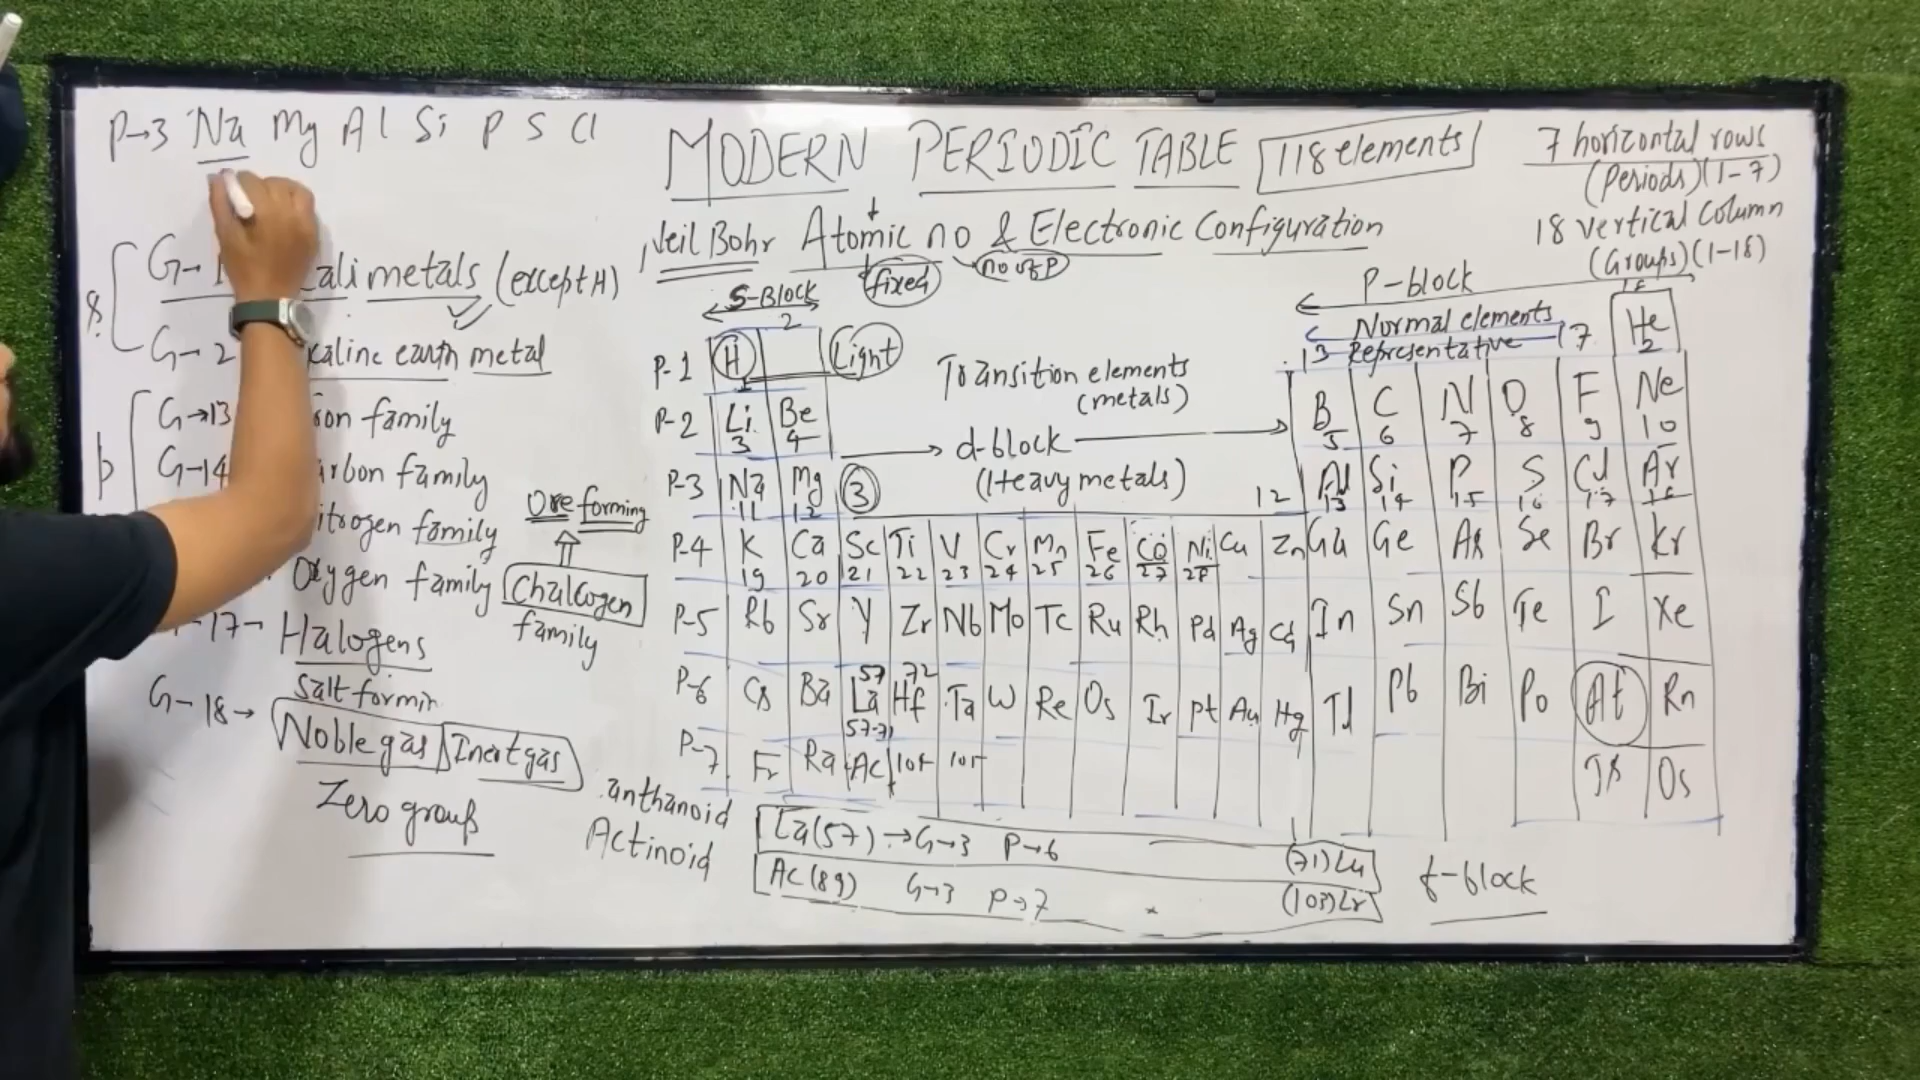 P→3 Na Mg Al Si P S Cl
MODERN PERIODIC TABLE 118 elements
7 horizontal rows
(Periods)(1-7)
18 vertical column
(Groups)(1-18)
Neil Bohr Atomic no & Electronic Configuration
fixed no of P
G-1 metals (except H)
G-2 earth metal
G→13 family
G-14 family
family
Oxygen family
Chalcogen
family
Ore forming
17- Halogens
Salt formin
G-18→ Noble gas Inert gas
Zero group
S-Block
2
Light
P-block
Normal elements
Representative
13 17
Transition elements
(metals)
d-block
(Heavy metals)
3 12
P-1 H He
1 2
P-2 Li Be B C N O F Ne
3 4 5 6 7 8 9 10
P-3 Na Mg Al Si P S Cl Ar
11 12 13 14 15 16 17 18
P-4 K Ca Sc Ti V Cr Mn Fe Co Ni Cu Zn Ga Ge As Se Br Kr
19 20 21 22 23 24 25 26 27 28
P-5 Rb Sr Y Zr Nb Mo Tc Ru Rh Pd Ag Cd In Sn Sb Te I Xe
57 72
P-6 Cs Ba La Hf Ta W Re Os Ir Pt Au Hg Tl Pb Bi Po At Rn
57-71
P-7 Fr Ra Ac 104 105 Ts Os
anthanoid La(57) →G→3 P→6 (71)Lu
Actinoid Ac(89) G→3 P→7 (103)Lr
f-block